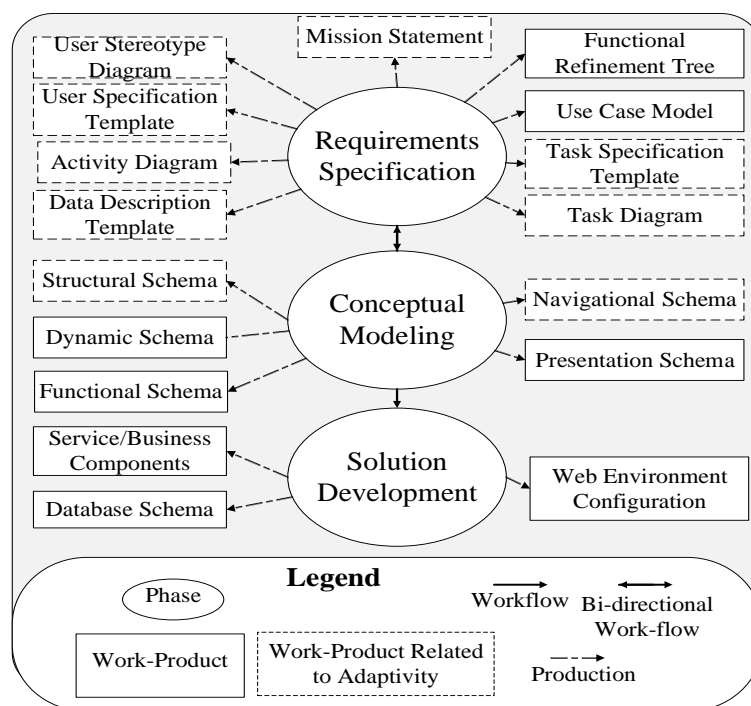 User Stereotype
Diagram
Mission Statement
Functional
Refinement Tree
User Specification
Template
Use Case Model
Requirements
Specification
Activity Diagram
Task Specification
Template
Data Description
Template
Task Diagram
Structural Schema
Navigational Schema
Conceptual
Modeling
Dynamic Schema
Presentation Schema
Functional Schema
Service/Business
Components
Solution
Development
Web Environment
Configuration
Database Schema
Legend
Phase
Workflow
Bi-directional
Work-flow
Work-Product
Work-Product Related
to Adaptivity
Production